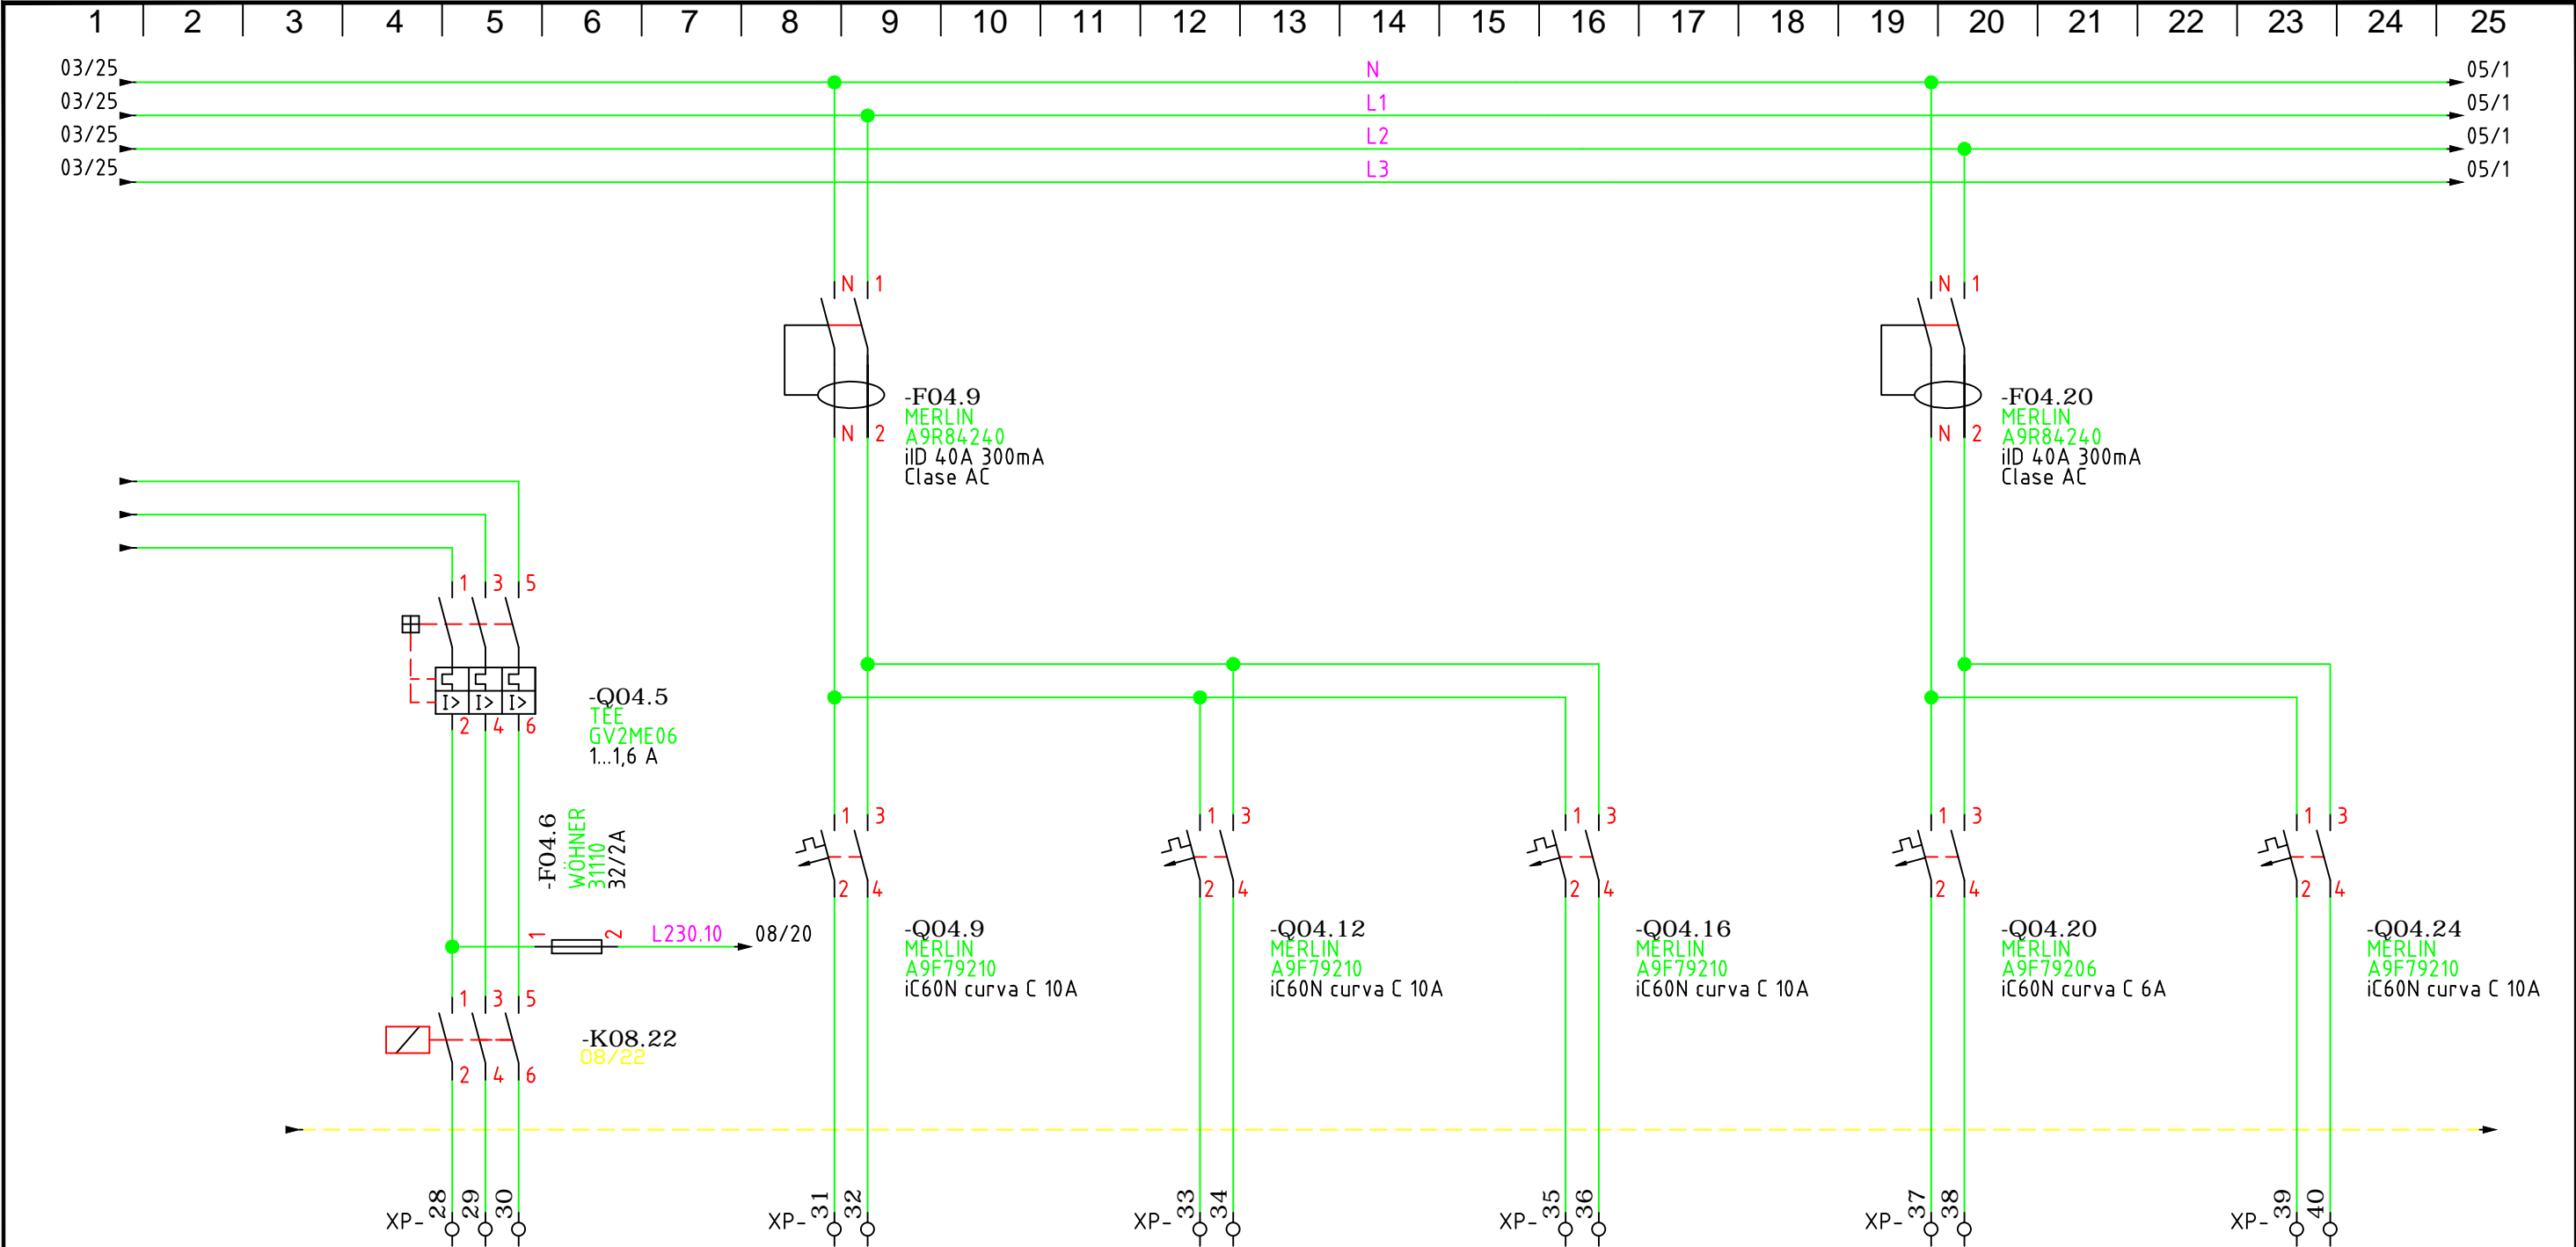 1 2 3 4 5 6 7 8 9 10 11 12 13 14 15 16 17 18 19 20 21 22 23 24 25
03/25 N 05/1
03/25 L1 05/1
03/25 L2 05/1
03/25 L3 05/1
N 1 N 1
-F04.9 -F04.20
MERLIN MERLIN
A9R84240 A9R84240
N 2 N 2
iID 40A 300mA iID 40A 300mA
Clase AC Clase AC
1 3 5
I> I> I>
-Q04.5
TEE
GV2ME06
1...1,6 A
2 4 6
-F04.6
WÖHNER
31110
32/2A
1 3 1 3 1 3 1 3 1 3
2 4 2 4 2 4 2 4 2 4
1 2 L230.10 08/20
-Q04.9 -Q04.12 -Q04.16 -Q04.20 -Q04.24
MERLIN MERLIN MERLIN MERLIN MERLIN
A9F79210 A9F79210 A9F79210 A9F79206 A9F79210
iC60N curva C 10A iC60N curva C 10A iC60N curva C 10A iC60N curva C 6A iC60N curva C 10A
1 3 5
-K08.22
08/22
2 4 6
XP- 28 29 30 XP- 31 32 XP- 33 34 XP- 35 36 XP- 37 38 XP- 39 40